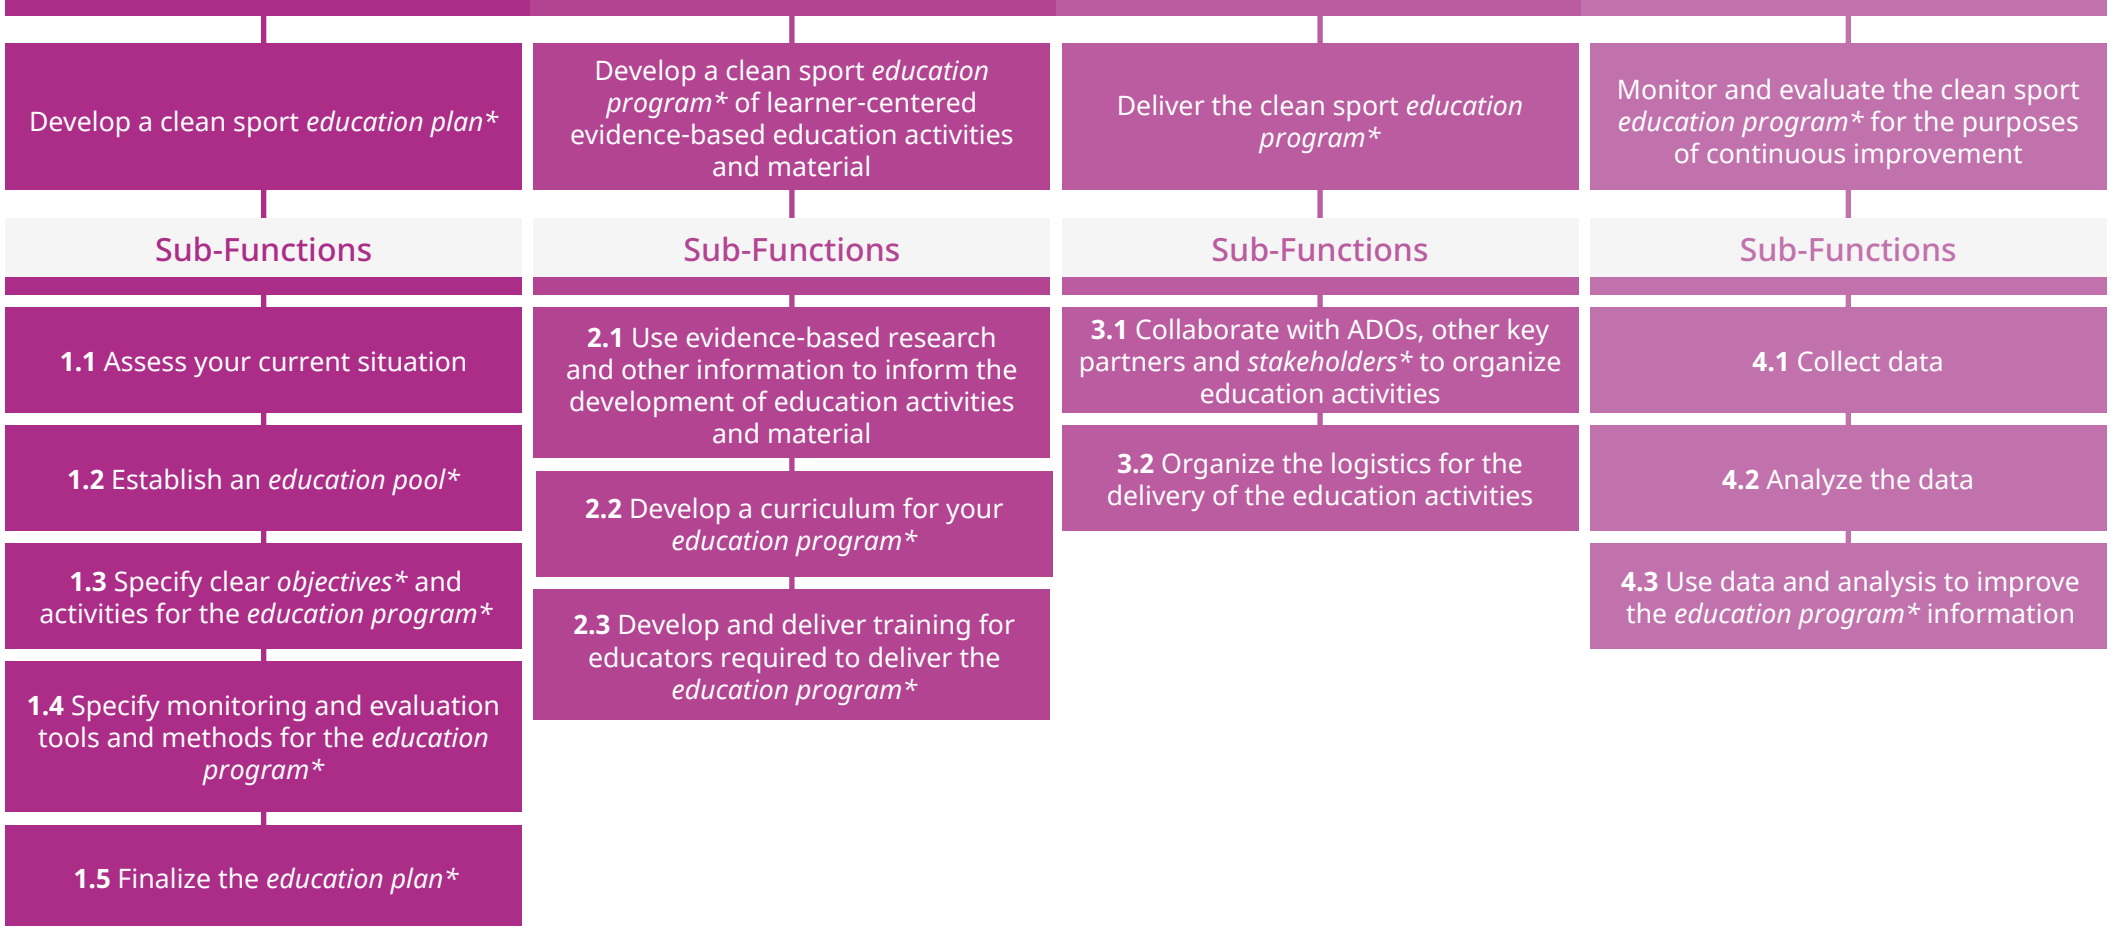 Develop a clean sport education plan*
Develop a clean sport education
program* of learner-centered
evidence-based education activities
and material
Deliver the clean sport education
program*
Monitor and evaluate the clean sport
education program* for the purposes
of continuous improvement
Sub-Functions
Sub-Functions
Sub-Functions
Sub-Functions
1.1 Assess your current situation
1.2 Establish an education pool*
1.3 Specify clear objectives* and
activities for the education program*
1.4 Specify monitoring and evaluation
tools and methods for the education
program*
1.5 Finalize the education plan*
2.1 Use evidence-based research
and other information to inform the
development of education activities
and material
2.2 Develop a curriculum for your
education program*
2.3 Develop and deliver training for
educators required to deliver the
education program*
3.1 Collaborate with ADOs, other key
partners and stakeholders* to organize
education activities
3.2 Organize the logistics for the
delivery of the education activities
4.1 Collect data
4.2 Analyze the data
4.3 Use data and analysis to improve
the education program* information